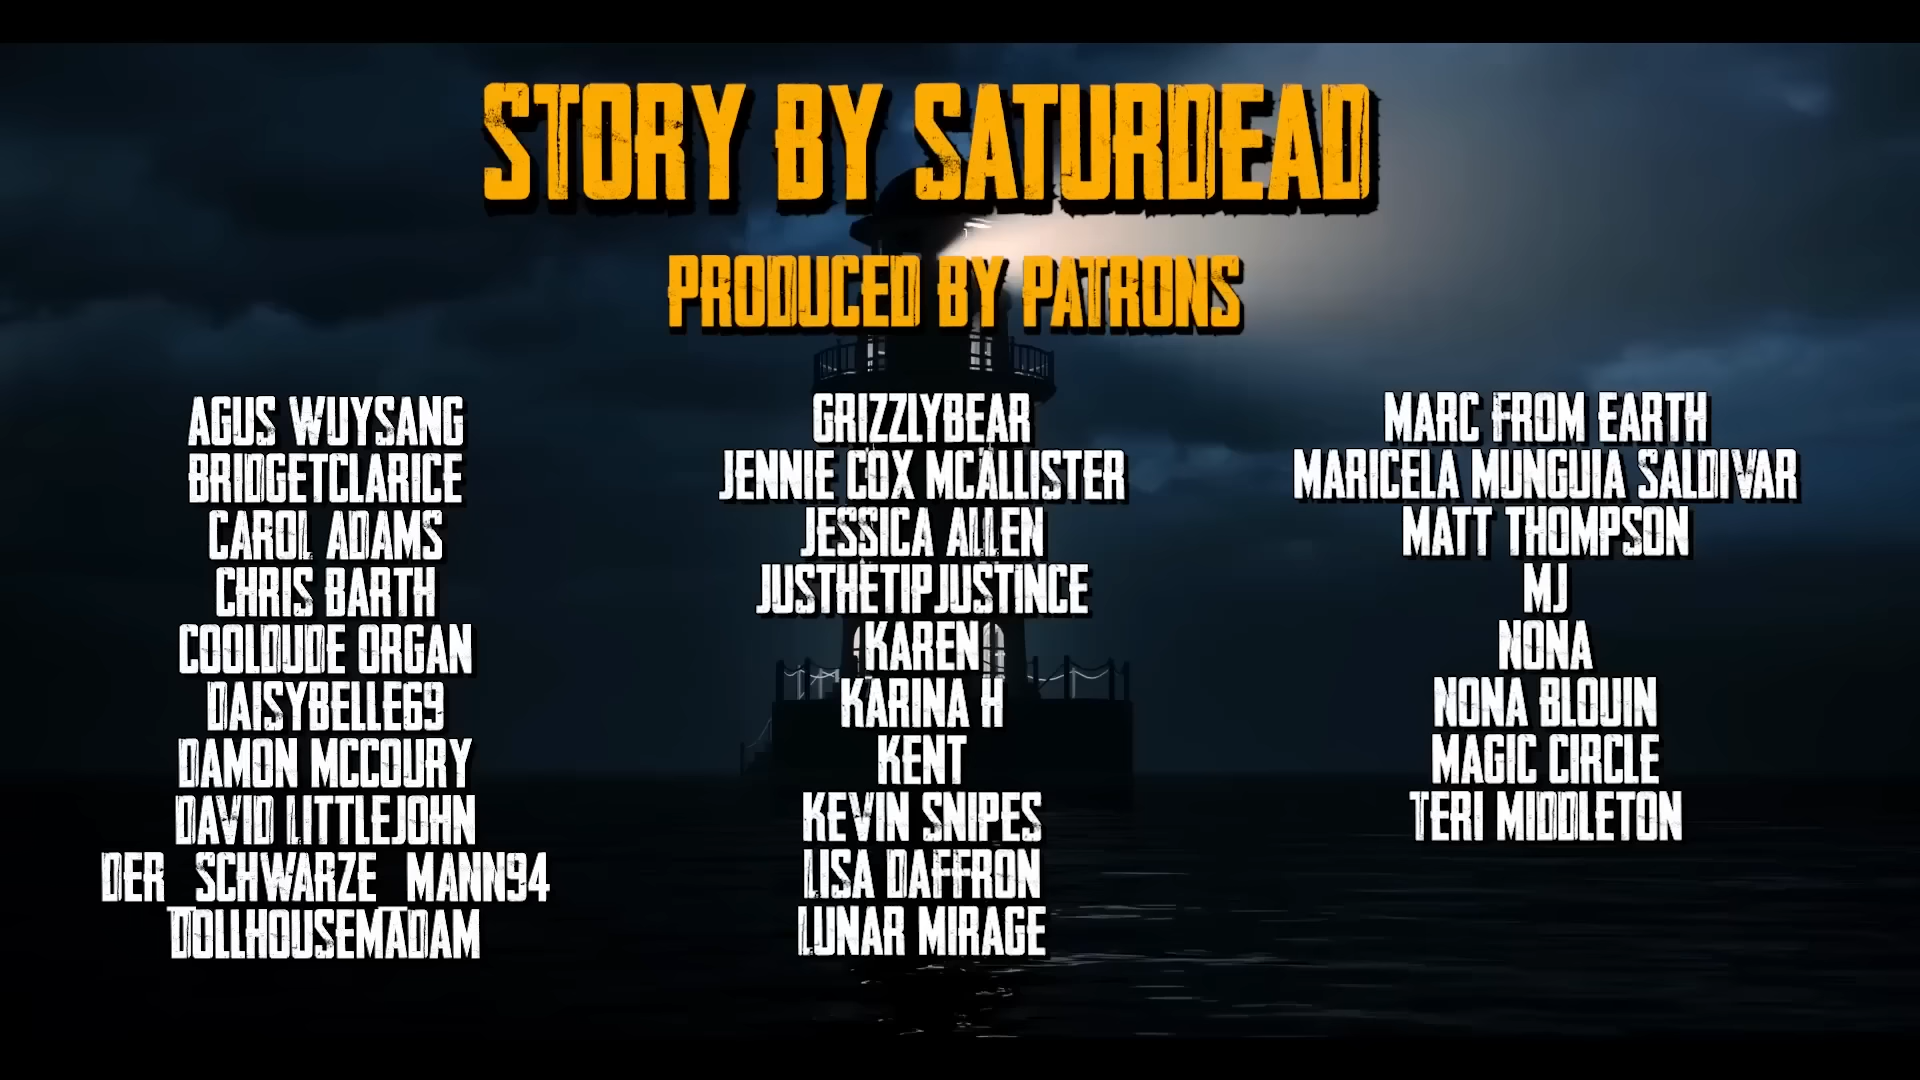 STORY BY SATURDEAD
PRODUCED BY PATRONS
AGUS WUYSANG
BRIDGETCLARICE
CAROL ADAMS
CHRIS BARTH
COOLDUDE ORGAN
DAISYBELLE69
DAMON MCCOURY
DAVID LITTLEJOHN
DER_SCHWARZE_MANN94
DOLLHOUSEMADAM
GRIZZLYBEAR
JENNIE COX MCALLISTER
JESSICA ALLEN
JUSTHETIPJUSTINCE
KAREN
KARINA H
KENT
KEVIN SNIPES
LISA DAFFRON
LUNAR MIRAGE
MARC FROM EARTH
MARICELA MUNGUIA SALDIVAR
MATT THOMPSON
MJ
NONA
NONA BLOUIN
MAGIC CIRCLE
TERI MIDDLETON